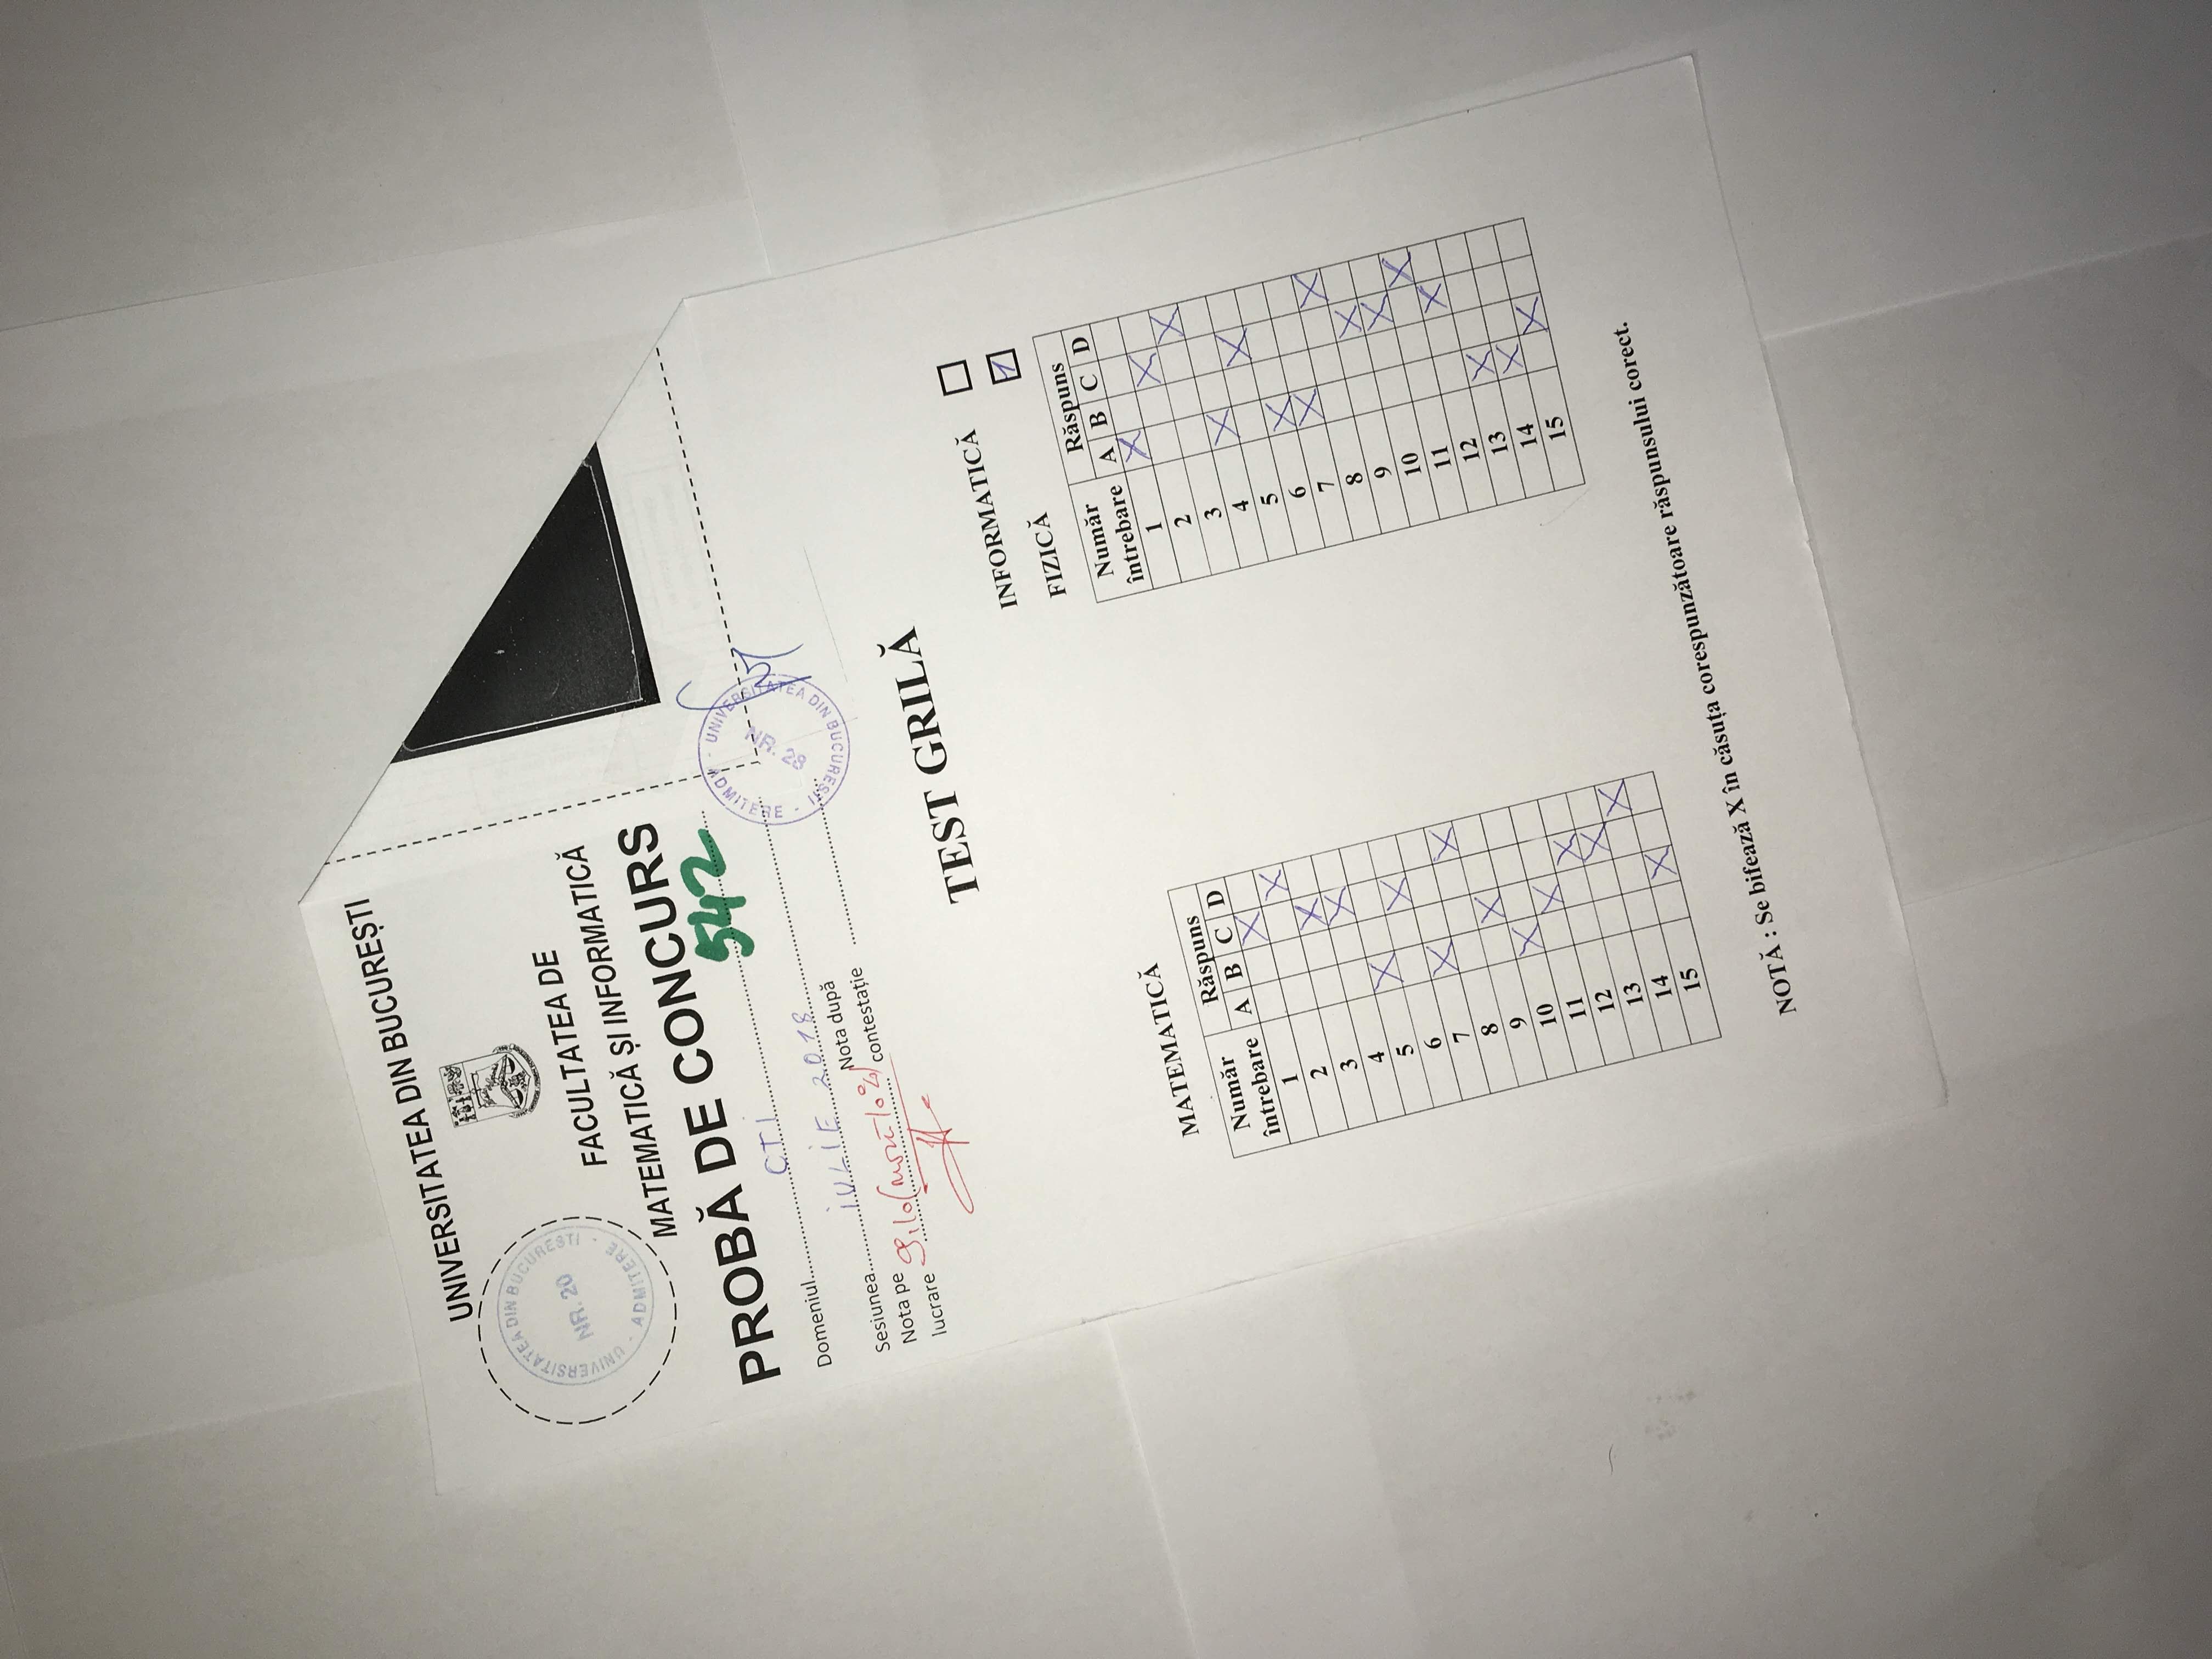 UNIVERSITATEA DIN BUCUREȘTI
UNIVERSITATEA DIN BUCUREȘTI - ADMITERE -
NR. 20
FACULTATEA DE
MATEMATICĂ ȘI INFORMATICĂ
PROBĂ DE CONCURS
542
Domeniul CTI
Sesiunea IULIE 2018
Nota pe lucrare 9,10 (nouă 10%)
Nota după contestație
UNIVERSITATEA DIN BUCUREȘTI - ADMITERE -
NR. 28
TEST GRILĂ
INFORMATICĂ
FIZICĂ 1
Număr întrebare Răspuns
A B C D
1 X
2 X
3 X
4 X
5 X
6 X
7 X
8 X
9 X
10 X
11 X
12 X
13 X
14 X
15 X
MATEMATICĂ
Număr întrebare Răspuns
A B C D
1 X
2 X
3 X
4 X
5 X
6 X
7 X
8 X
9 X
10 X
11 X
12 X
13 X
14 X
15 X
NOTĂ : Se bifează X în căsuța corespunzătoare răspunsului corect.